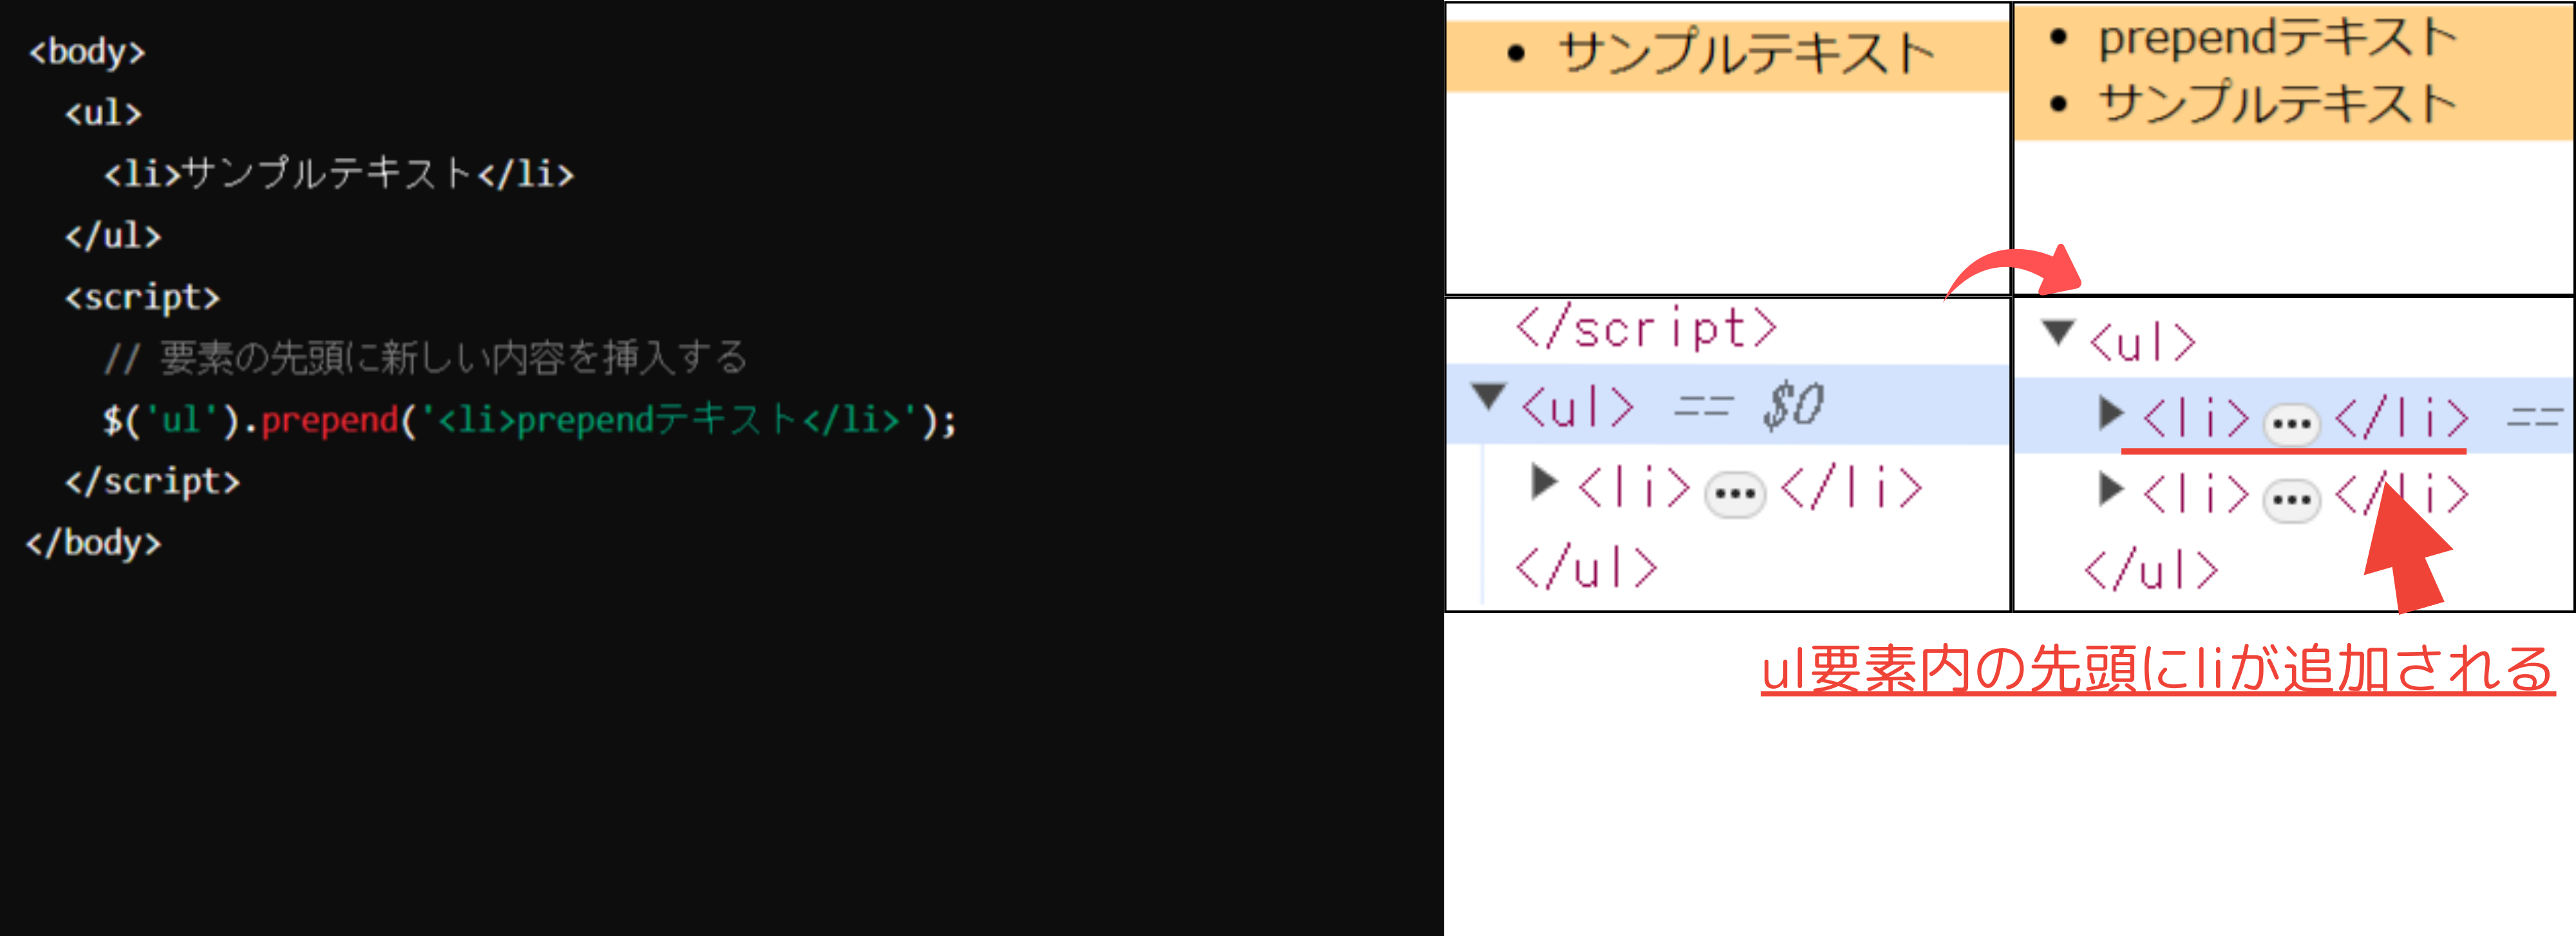 <body>
<ul>
<li>サンプルテキスト</li>
</ul>
<script>
// 要素の先頭に新しい内容を挿入する
$('ul').prepend('<li>prependテキスト</li>');
</script>
</body>
• サンプルテキスト
• prependテキスト
• サンプルテキスト
</script>
▼<ul> == $0
▶<li>…</li>
</ul>
▼<ul>
▶<li>…</li> ==
▶<li>…</li>
</ul>
ul要素内の先頭にliが追加される